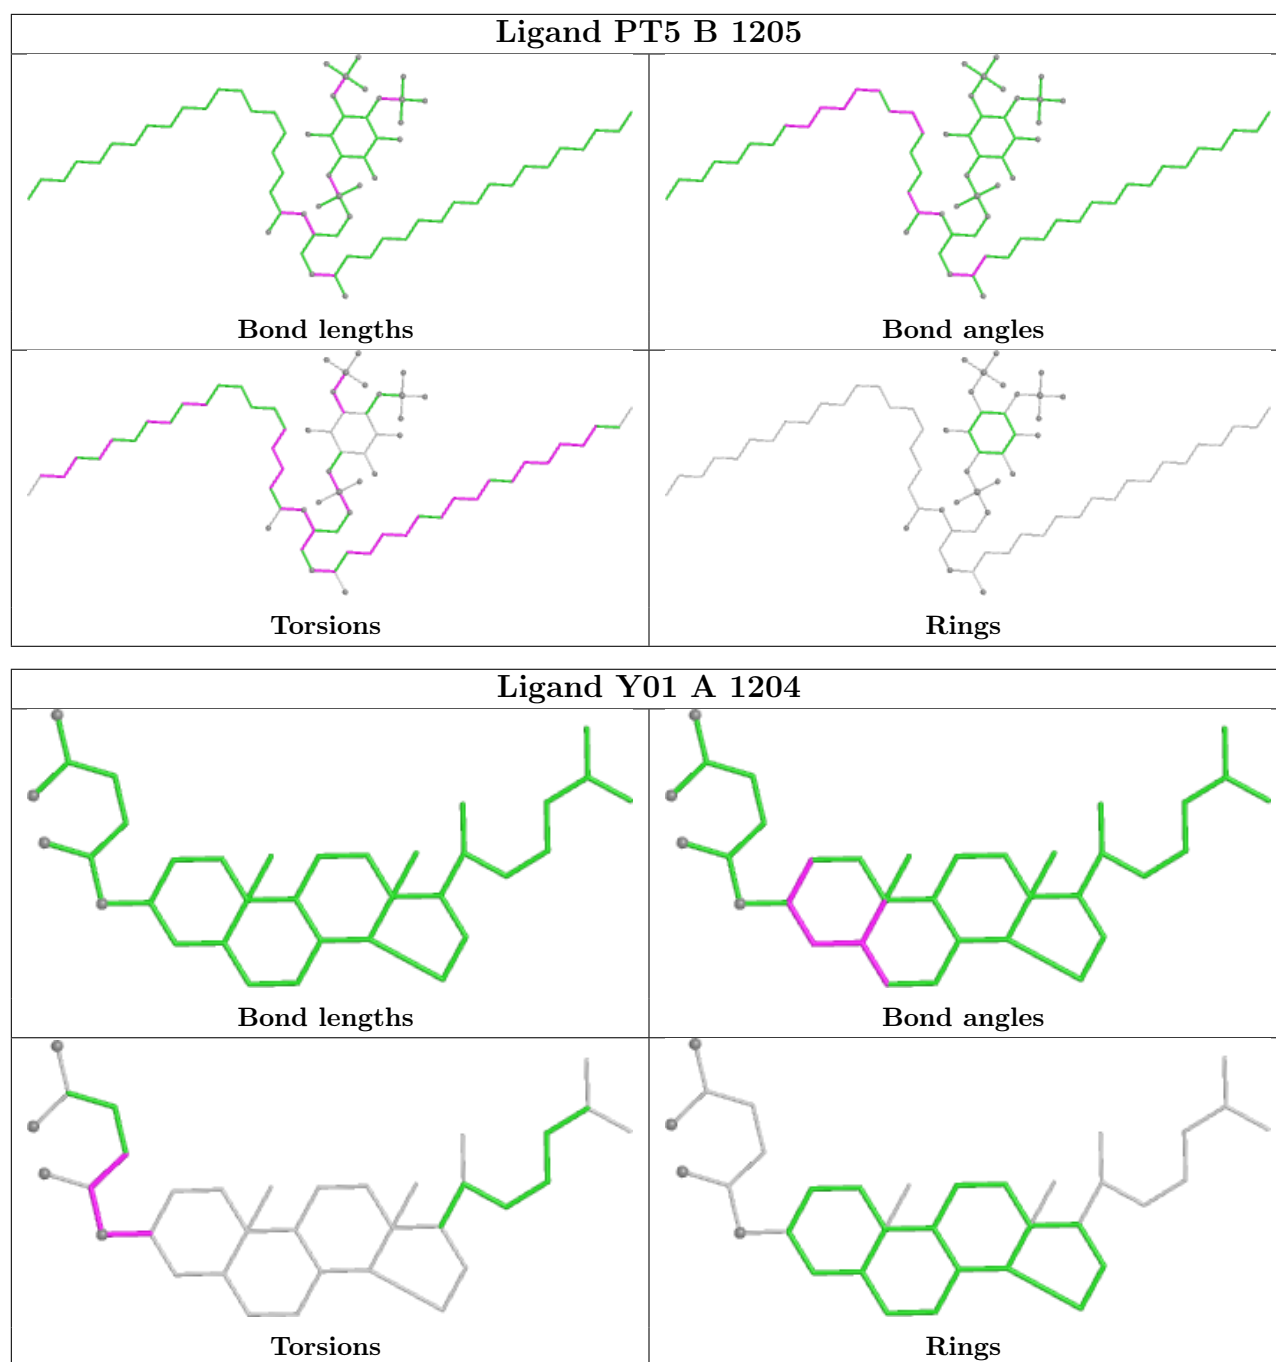 Ligand PT5 B 1205
Bond lengths
Bond angles
Torsions
Rings
Ligand Y01 A 1204
Bond lengths
Bond angles
Torsions
Rings